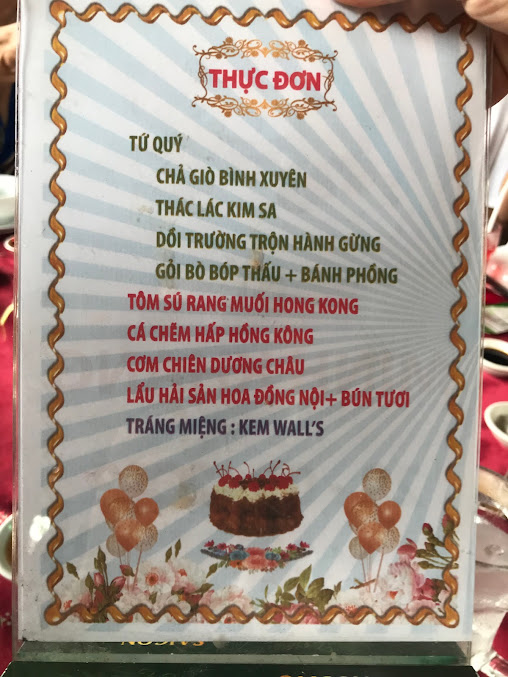 THỰC ĐƠN
TỨ QUÝ
CHẢ GIÒ BÌNH XUYÊN
THÁC LÁC KIM SA
DỒI TRƯỜNG TRỘN HÀNH GỪNG
GỎI BÒ BÓP THẤU + BÁNH PHỒNG
TÔM SÚ RANG MUỐI HONG KONG
CÁ CHẼM HẤP HỒNG KÔNG
CƠM CHIÊN DƯƠNG CHÂU
LẨU HẢI SẢN HOA ĐỒNG NỘI+ BÚN TƯƠI
TRÁNG MIỆNG : KEM WALL'S